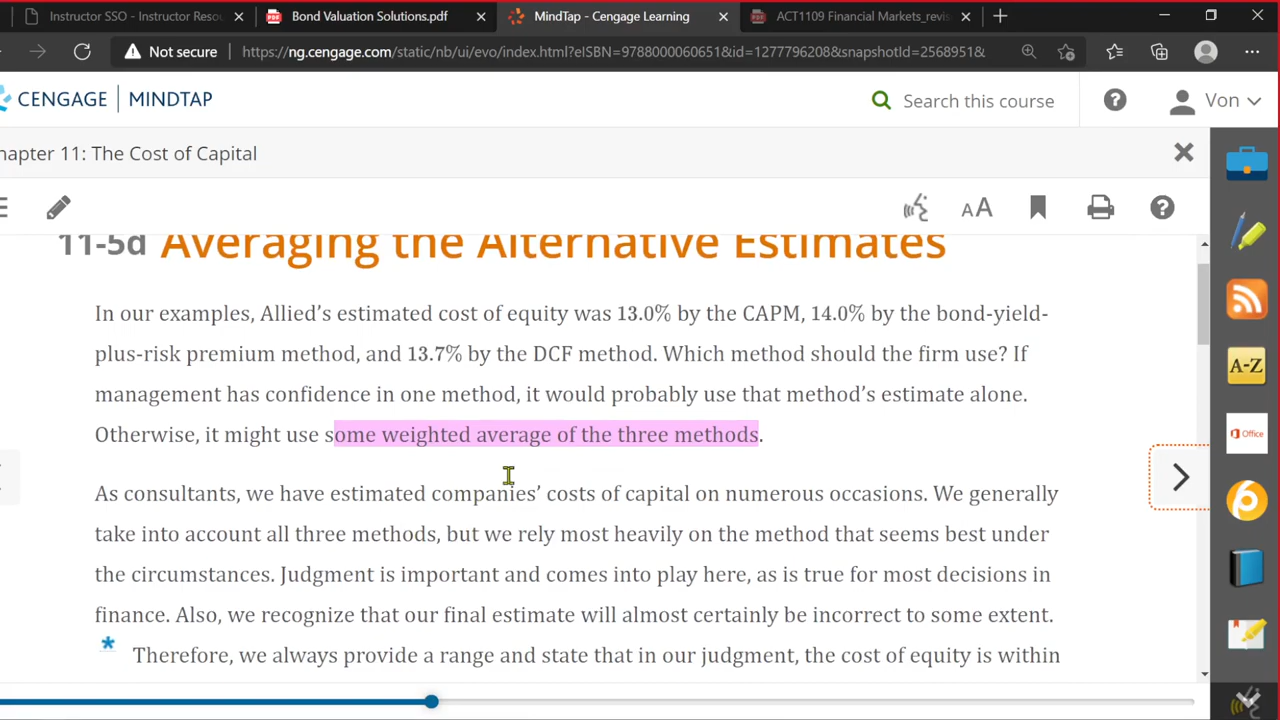 Instructor SSO - Instructor Resou
Bond Valuation Solutions.pdf
MindTap - Cengage Learning
ACT1109 Financial Markets_revis
Not secure
https://ng.cengage.com/static/nb/ui/evo/index.html?eISBN=9788000060651&id=1277796208&snapshotId=2568951&
CENGAGE | MINDTAP
Search this course
Von
hapter 11: The Cost of Capital
AA
11-5d Averaging the Alternative Estimates
In our examples, Allied's estimated cost of equity was 13.0% by the CAPM, 14.0% by the bond-yield-
plus-risk premium method, and 13.7% by the DCF method. Which method should the firm use? If
management has confidence in one method, it would probably use that method's estimate alone.
Otherwise, it might use some weighted average of the three methods.
As consultants, we have estimated companies' costs of capital on numerous occasions. We generally
take into account all three methods, but we rely most heavily on the method that seems best under
the circumstances. Judgment is important and comes into play here, as is true for most decisions in
finance. Also, we recognize that our final estimate will almost certainly be incorrect to some extent.
* Therefore, we always provide a range and state that in our judgment, the cost of equity is within
A-Z
Office